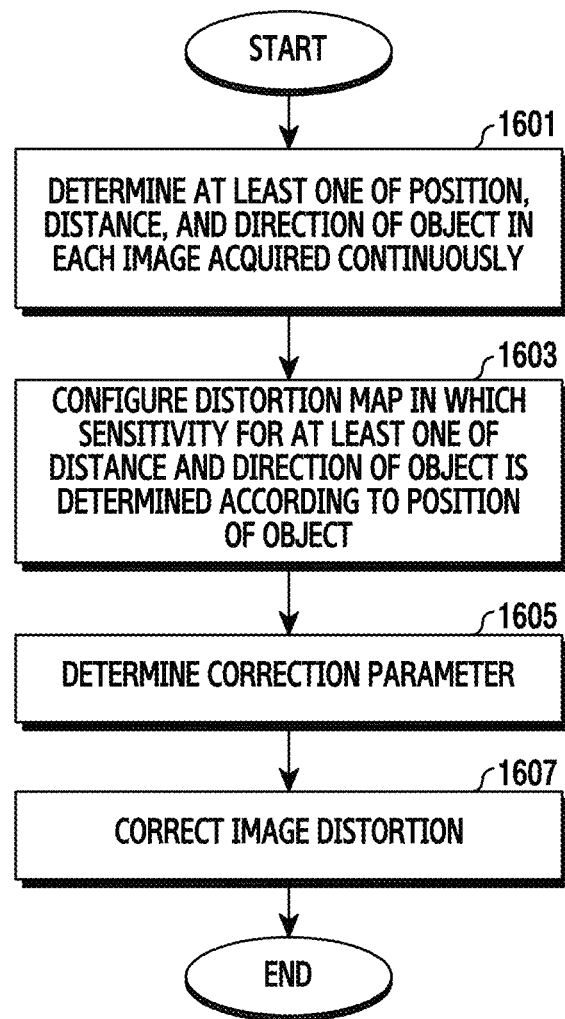 START
1601
DETERMINE AT LEAST ONE OF POSITION,
DISTANCE, AND DIRECTION OF OBJECT IN
EACH IMAGE ACQUIRED CONTINUOUSLY
1603
CONFIGURE DISTORTION MAP IN WHICH
SENSITIVITY FOR AT LEAST ONE OF
DISTANCE AND DIRECTION OF OBJECT IS
DETERMINED ACCORDING TO POSITION
OF OBJECT
1605
DETERMINE CORRECTION PARAMETER
1607
CORRECT IMAGE DISTORTION
END